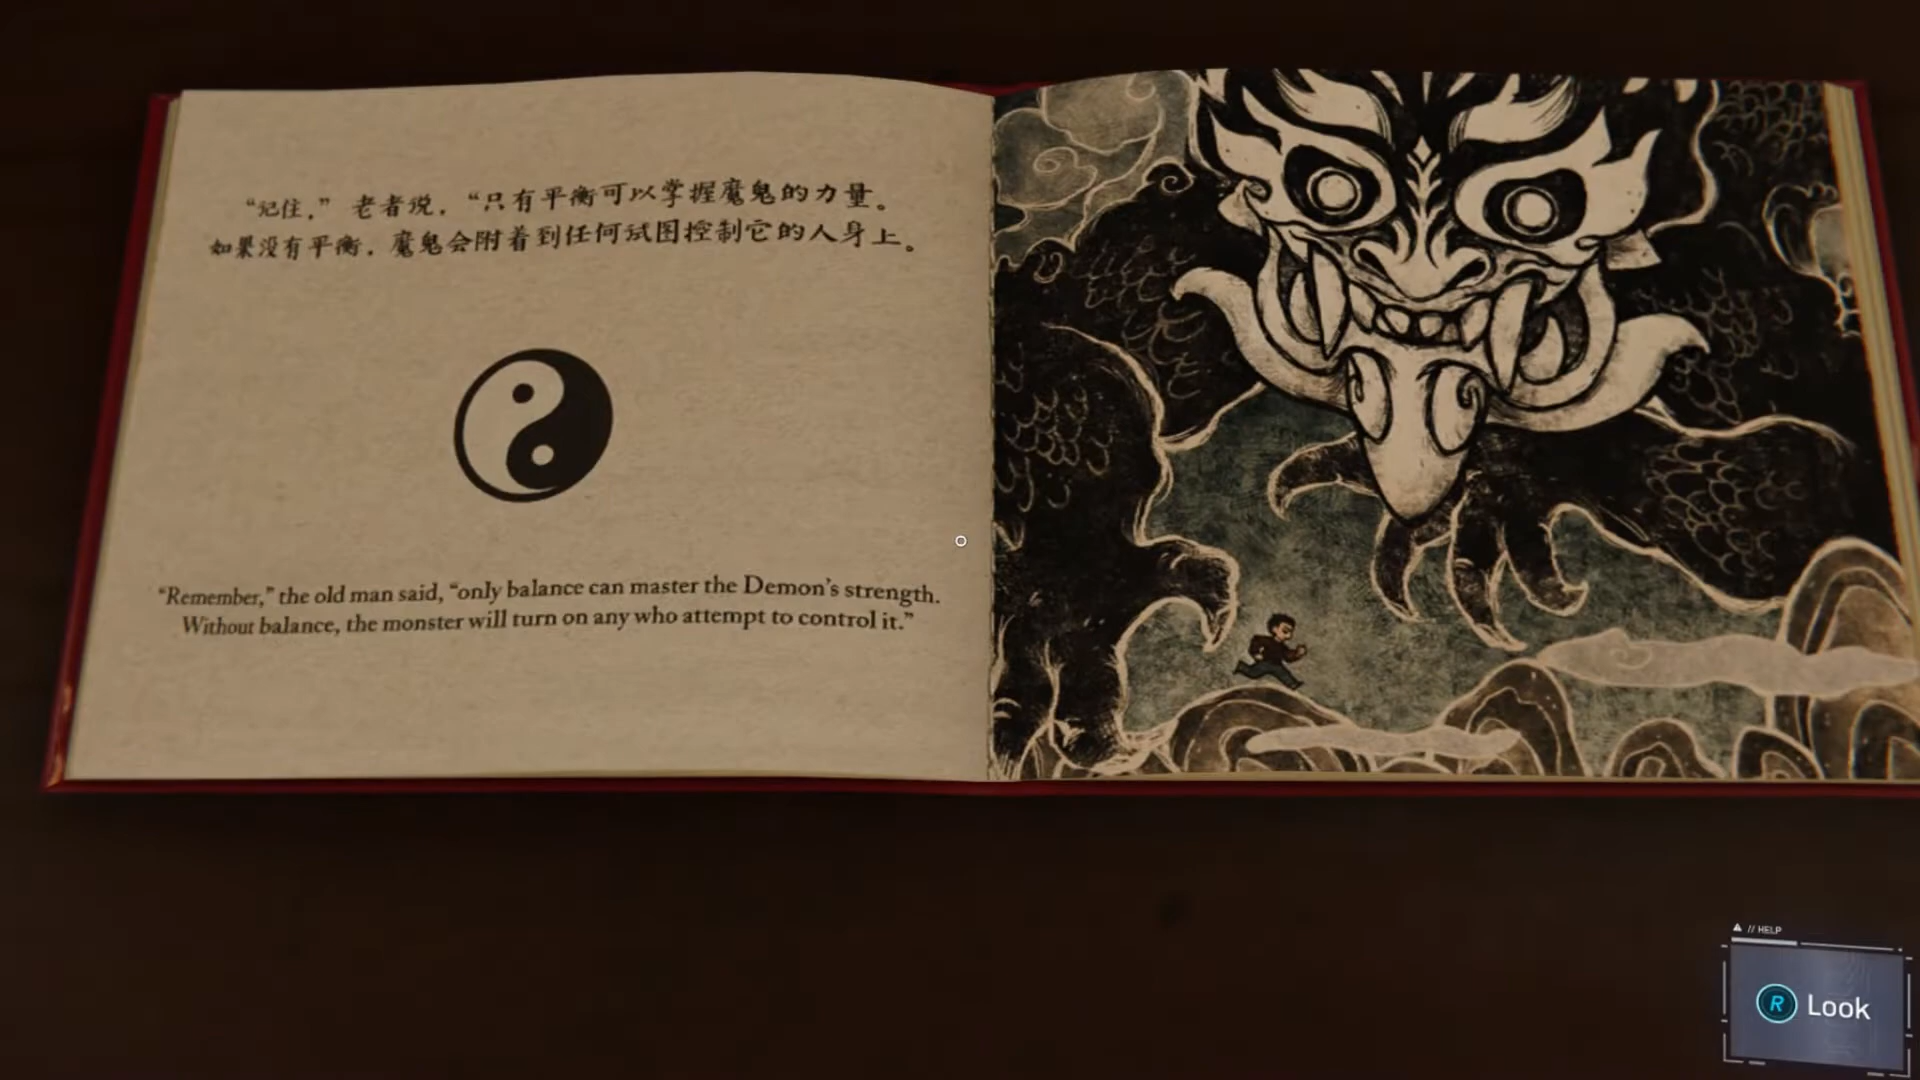 “记住，” 老者说，“只有平衡可以掌握魔鬼的力量。
如果没有平衡，魔鬼会附着到任何试图控制它的人身上。
“Remember,” the old man said, “only balance can master the Demon’s strength.
Without balance, the monster will turn on any who attempt to control it.”
// HELP
R Look